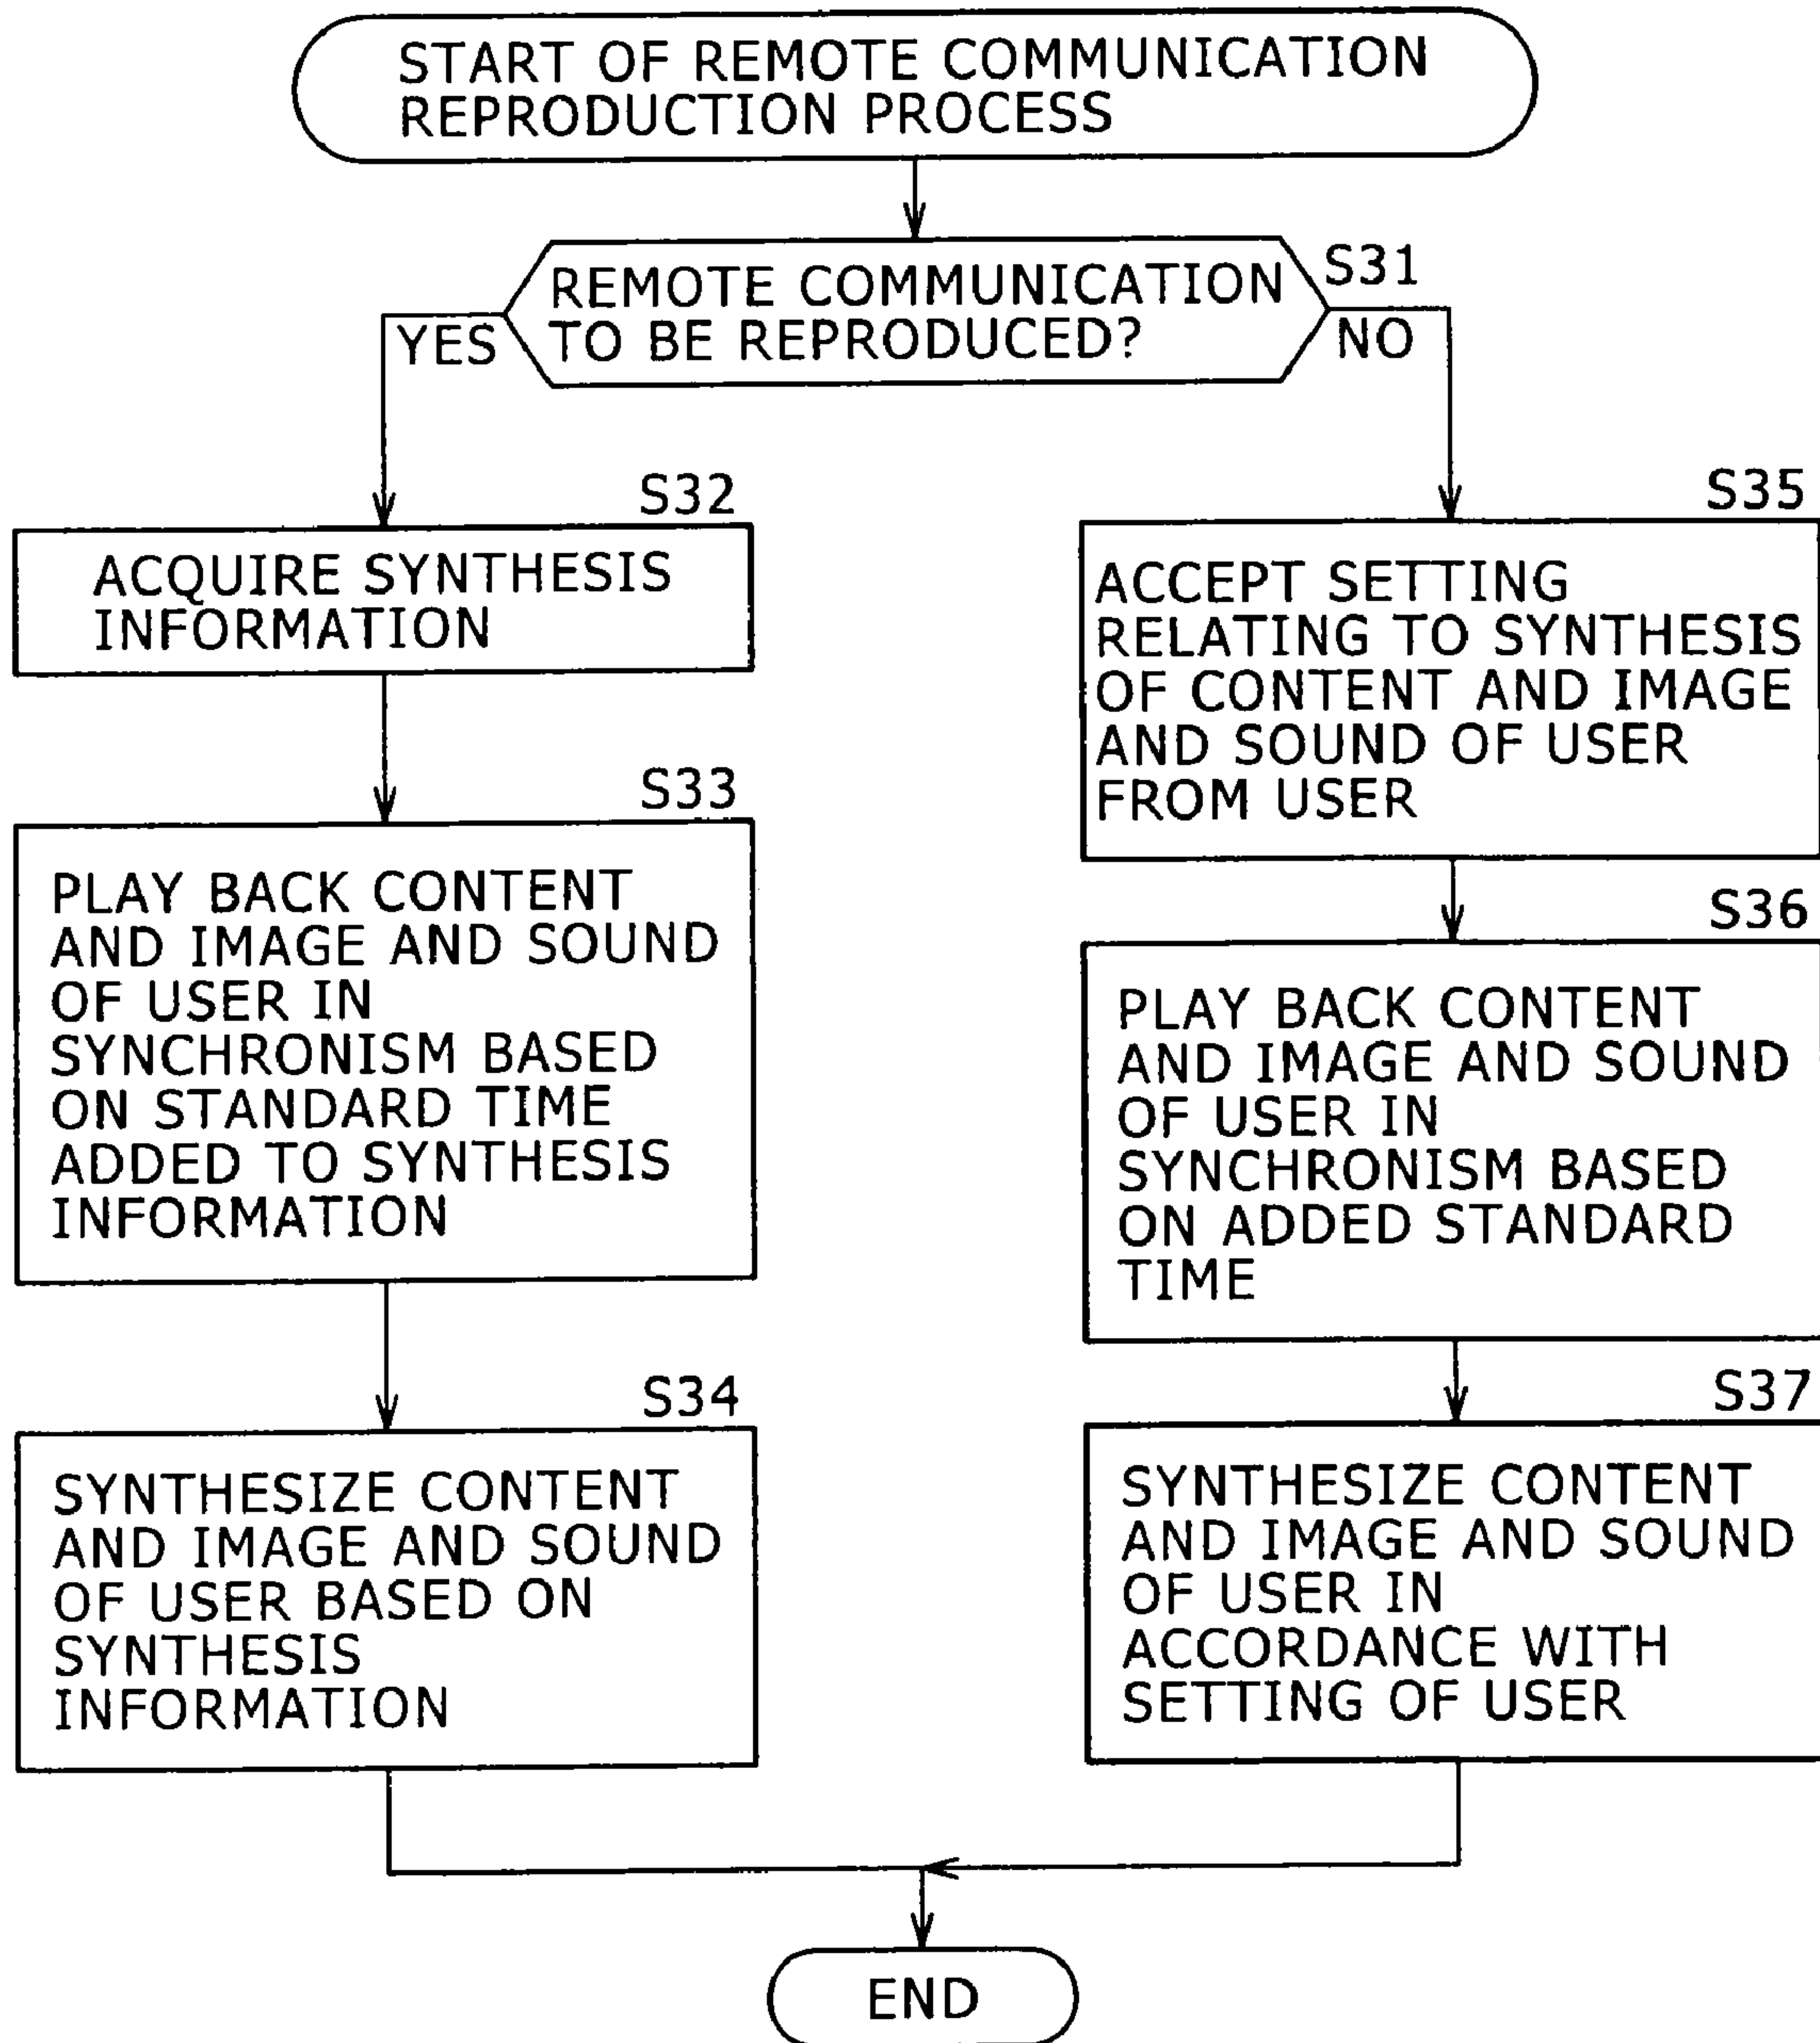 START OF REMOTE COMMUNICATION
REPRODUCTION PROCESS
REMOTE COMMUNICATION
TO BE REPRODUCED?
S31
YES
NO
S32
ACQUIRE SYNTHESIS
INFORMATION
S33
PLAY BACK CONTENT
AND IMAGE AND SOUND
OF USER IN
SYNCHRONISM BASED
ON STANDARD TIME
ADDED TO SYNTHESIS
INFORMATION
S34
SYNTHESIZE CONTENT
AND IMAGE AND SOUND
OF USER BASED ON
SYNTHESIS
INFORMATION
S35
ACCEPT SETTING
RELATING TO SYNTHESIS
OF CONTENT AND IMAGE
AND SOUND OF USER
FROM USER
S36
PLAY BACK CONTENT
AND IMAGE AND SOUND
OF USER IN
SYNCHRONISM BASED
ON ADDED STANDARD
TIME
S37
SYNTHESIZE CONTENT
AND IMAGE AND SOUND
OF USER IN
ACCORDANCE WITH
SETTING OF USER
END